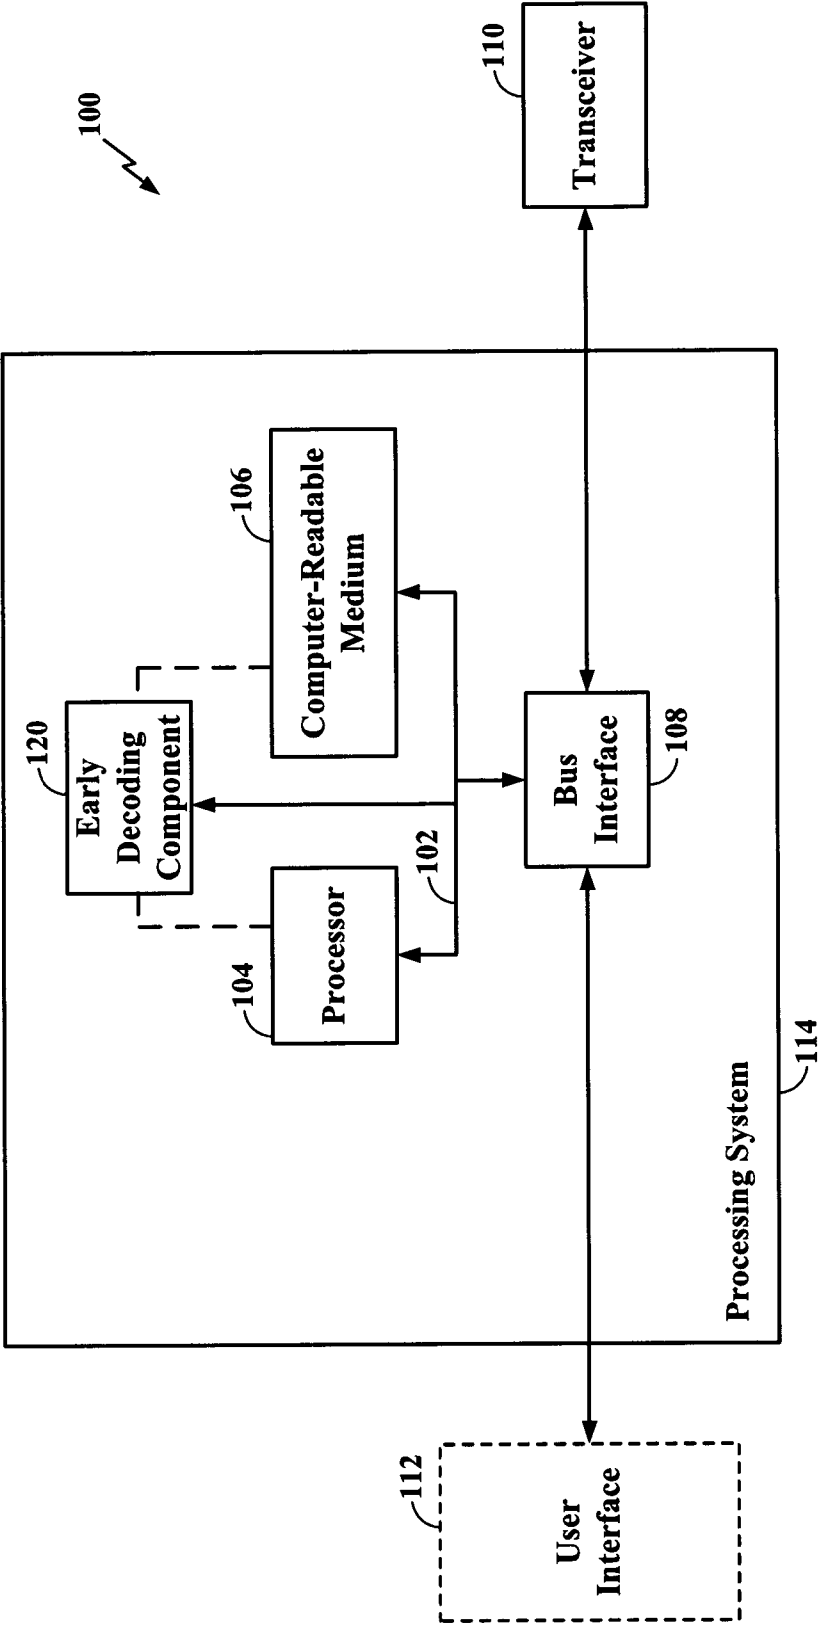 100
120
Early
Decoding
Component
104
Processor
106
Computer-Readable
Medium
102
112
User
Interface
Bus
Interface
108
110
Transceiver
Processing System
114